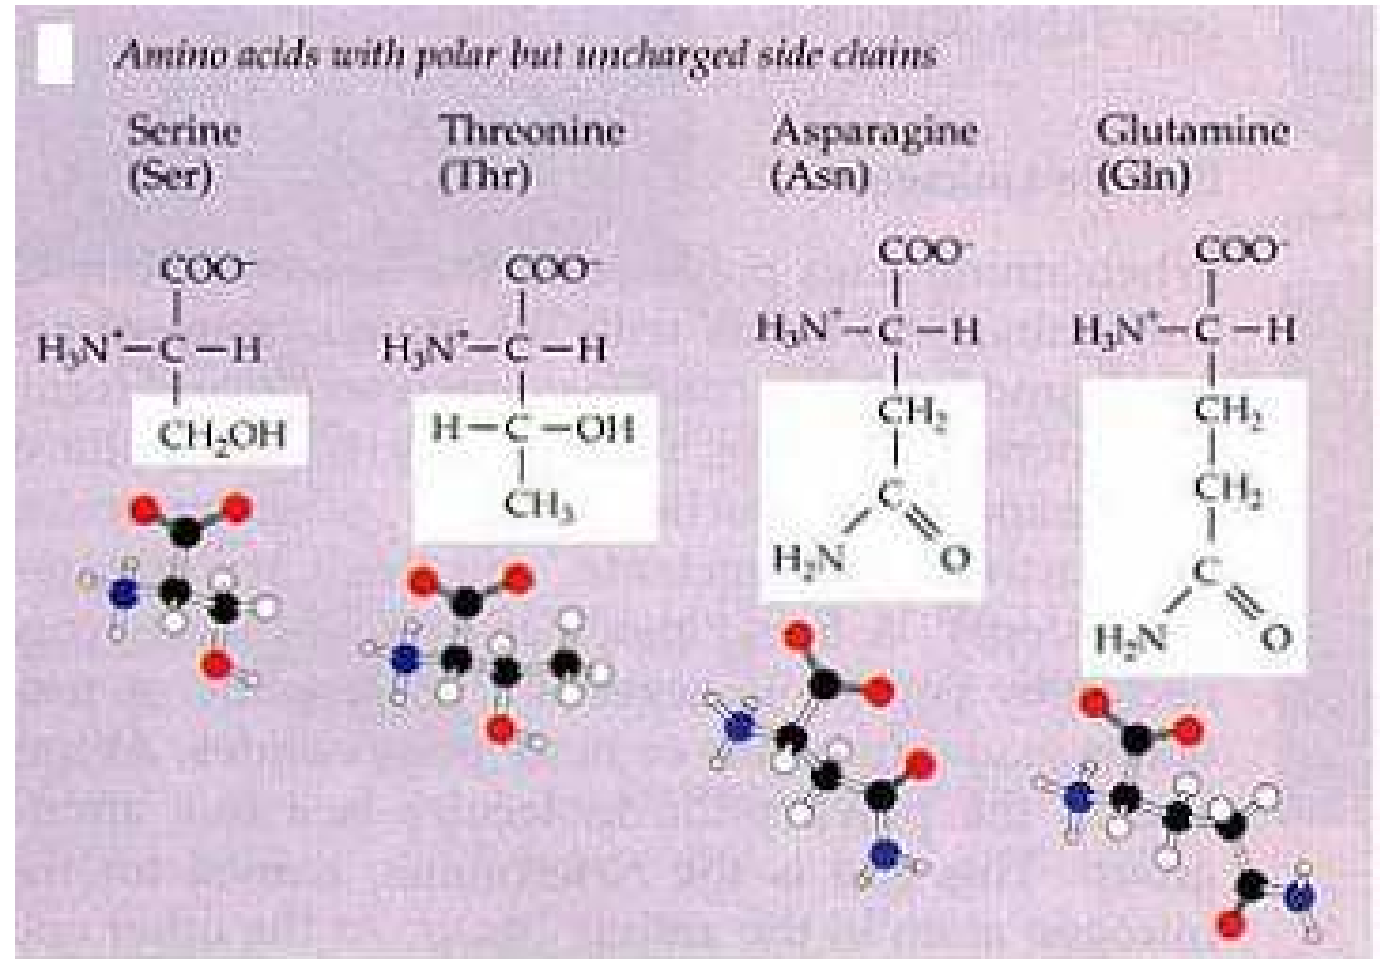 Amino acids with polar but uncharged side chains
Serine
(Ser)
Threonine
(Thr)
Asparagine
(Asn)
Glutamine
(Gln)
COO⁻
H₃N⁺—C—H
CH₂OH
COO⁻
H₃N⁺—C—H
H—C—OH
CH₃
COO⁻
H₃N⁺—C—H
CH₂
C
H₂N O
COO⁻
H₃N⁺—C—H
CH₂
CH₂
C
H₂N O